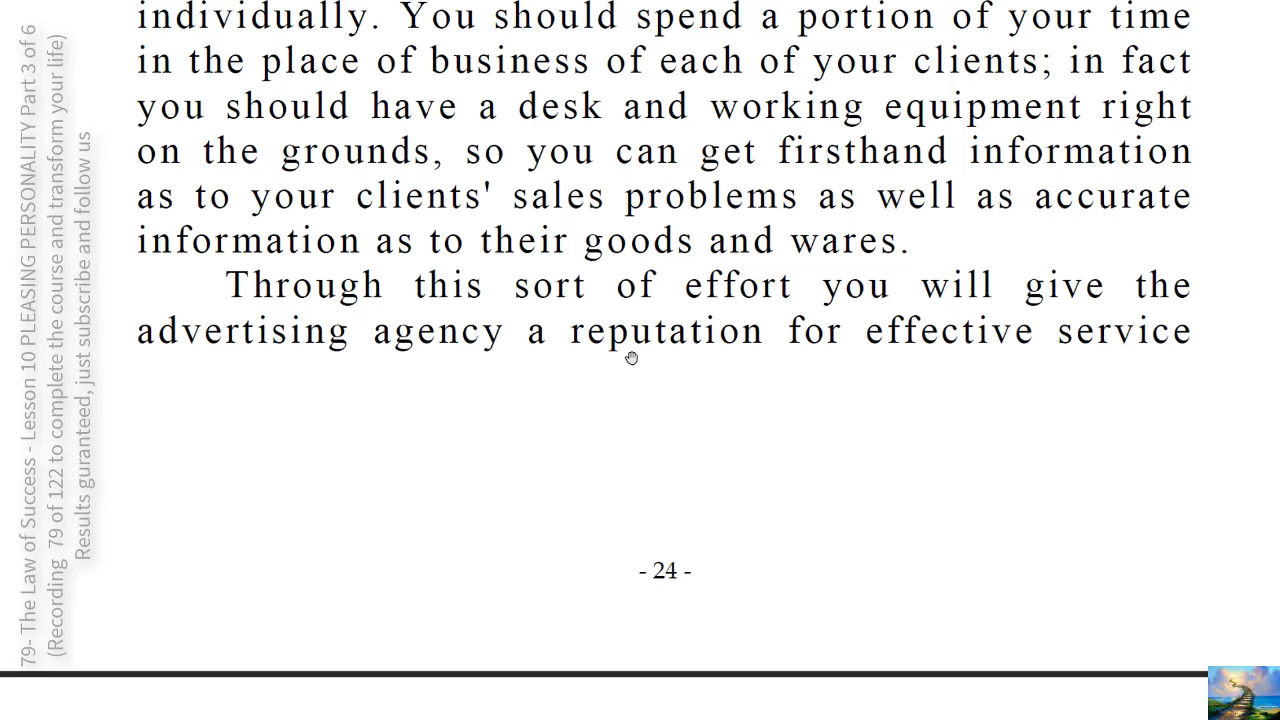 individually. You should spend a portion of your time
in the place of business of each of your clients; in fact
you should have a desk and working equipment right
on the grounds, so you can get firsthand information
as to your clients' sales problems as well as accurate
information as to their goods and wares.
Through this sort of effort you will give the
advertising agency a reputation for effective service
- 24 -
79- The Law of Success - Lesson 10 PLEASING PERSONALITY Part 3 of 6
(Recording 79 of 122 to complete the course and transform your life)
Results guranteed, just subscribe and follow us